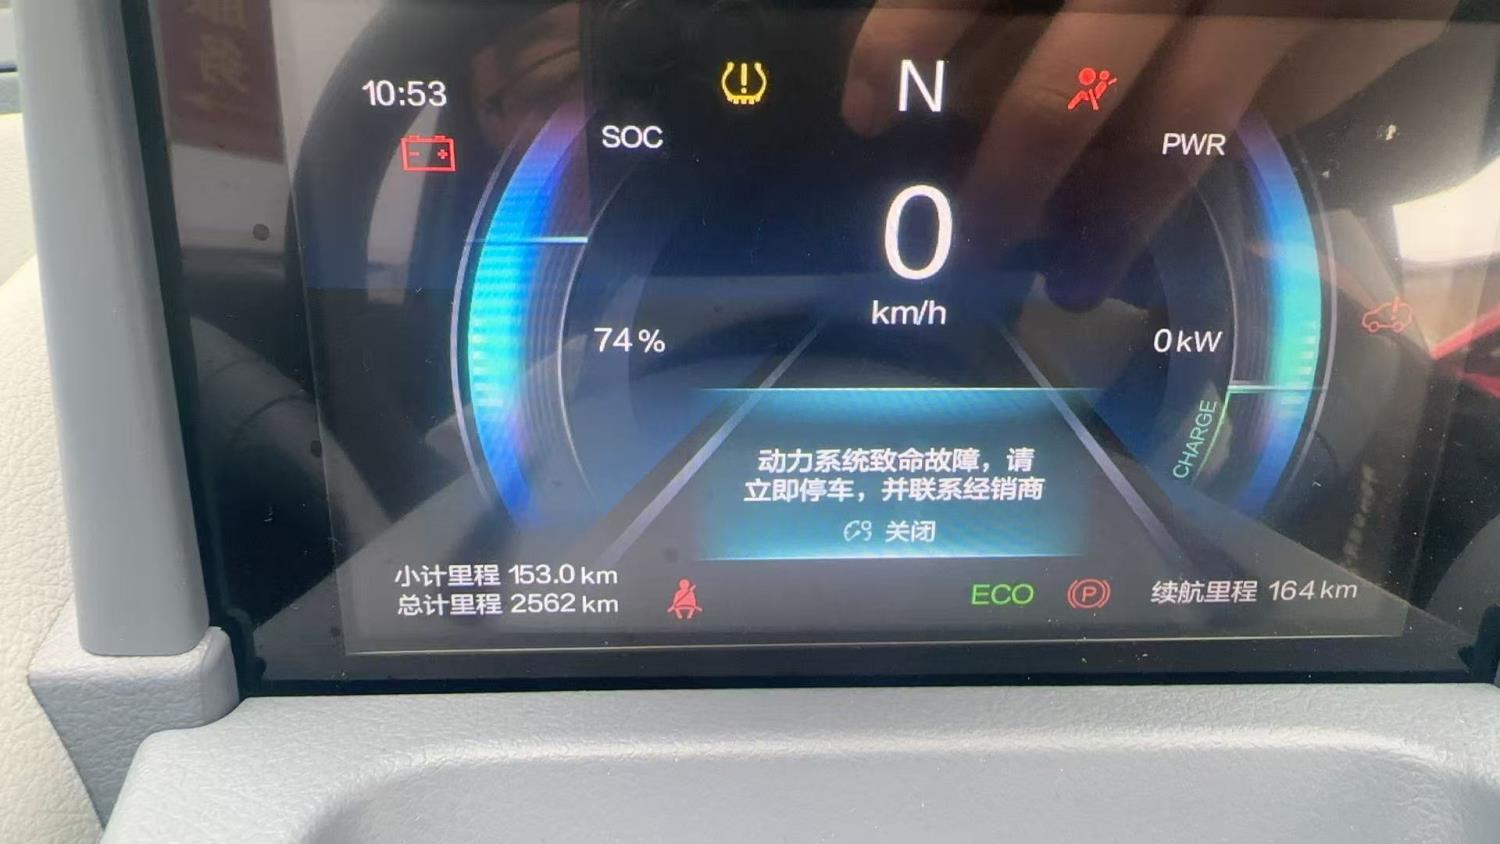 10:53
N
SOC
PWR
0
km/h
74%
0kW
CHARGE
动力系统致命故障，请
立即停车，并联系经销商
关闭
小计里程 153.0 km
总计里程 2562 km
ECO
P
续航里程 164km